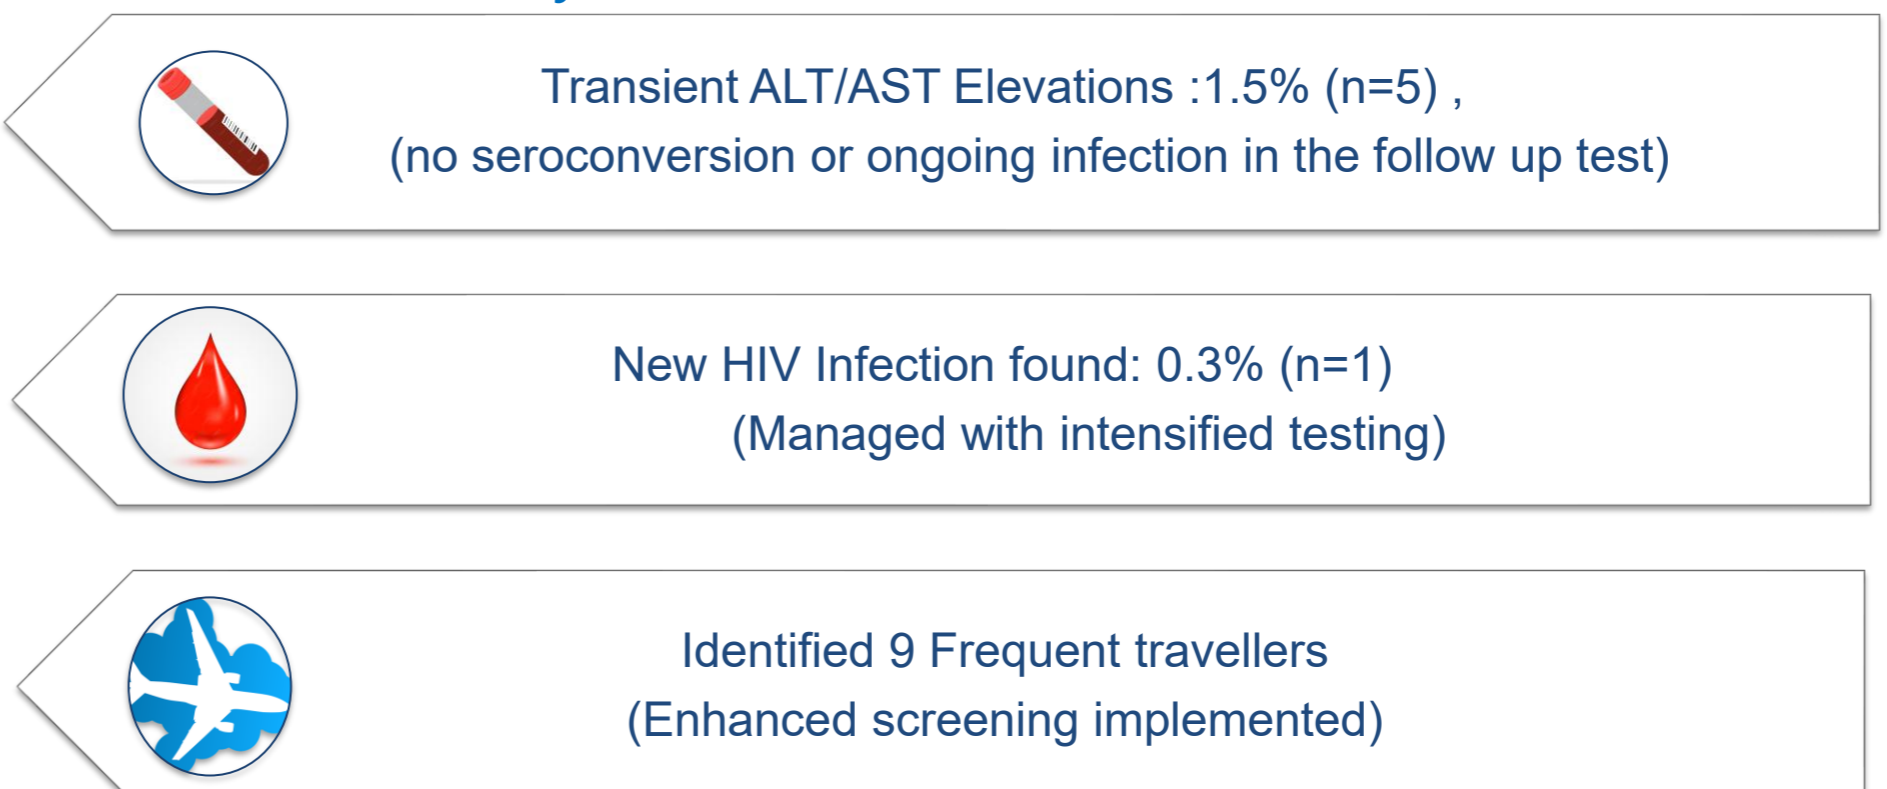 Transient ALT/AST Elevations :1.5% (n=5) ,
(no seroconversion or ongoing infection in the follow up test)
New HIV Infection found: 0.3% (n=1)
(Managed with intensified testing)
Identified 9 Frequent travellers
(Enhanced screening implemented)